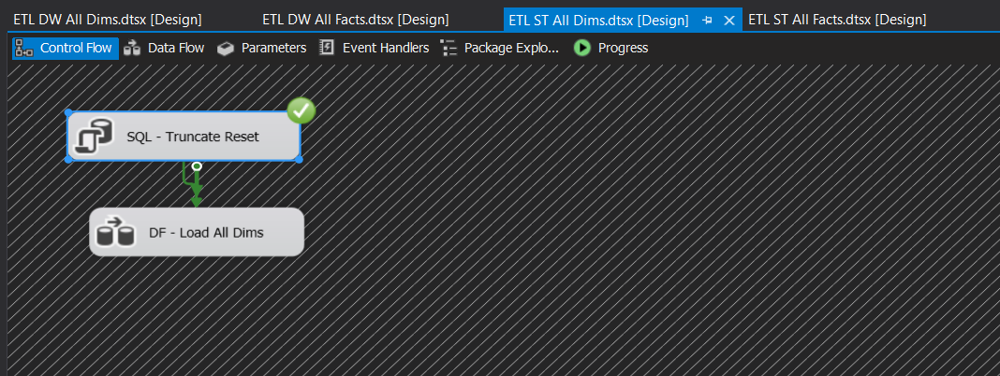 ETL DW All Dims.dtsx [Design] ETL DW All Facts.dtsx [Design] ETL ST All Dims.dtsx [Design] ETL ST All Facts.dtsx [Design]
Control Flow Data Flow Parameters Event Handlers Package Explo... Progress
SQL - Truncate Reset
DF - Load All Dims